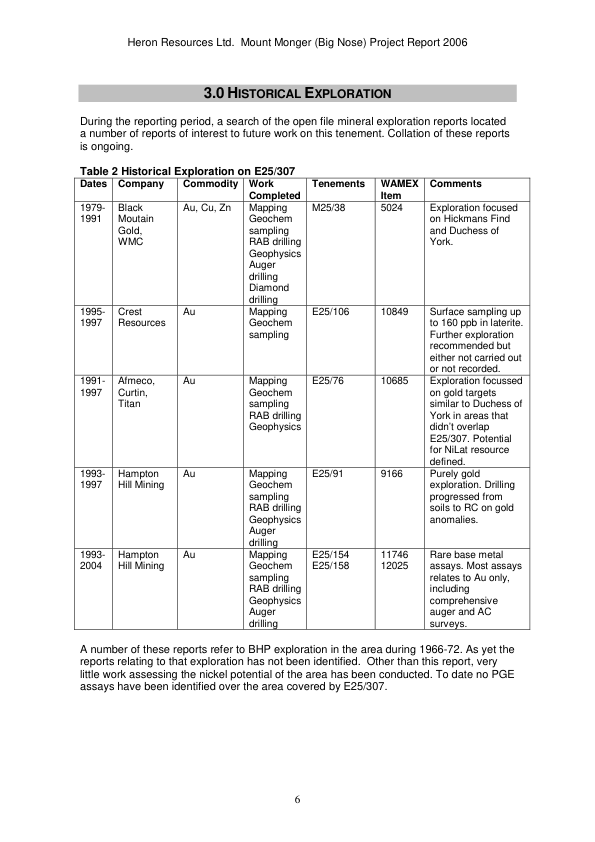 Heron Resources Ltd.  Mount Monger (Big Nose) Project Report 2006
3.0 HISTORICAL EXPLORATION
During the reporting period, a search of the open file mineral exploration reports located
a number of reports of interest to future work on this tenement. Collation of these reports
is ongoing.
Table 2 Historical Exploration on E25/307
Dates Company Commodity Work Completed Tenements WAMEX Item Comments
1979-
1991
Black
Moutain
Gold,
WMC
Au, Cu, Zn
Mapping
Geochem
sampling
RAB drilling
Geophysics
Auger
drilling
Diamond
drilling
M25/38
5024
Exploration focused
on Hickmans Find
and Duchess of
York.
1995-
1997
Crest
Resources
Au
Mapping
Geochem
sampling
E25/106
10849
Surface sampling up
to 160 ppb in laterite.
Further exploration
recommended but
either not carried out
or not recorded.
1991-
1997
Afmeco,
Curtin,
Titan
Au
Mapping
Geochem
sampling
RAB drilling
Geophysics
E25/76
10685
Exploration focussed
on gold targets
similar to Duchess of
York in areas that
didn't overlap
E25/307. Potential
for NiLat resource
defined.
1993-
1997
Hampton
Hill Mining
Au
Mapping
Geochem
sampling
RAB drilling
Geophysics
Auger
drilling
E25/91
9166
Purely gold
exploration. Drilling
progressed from
soils to RC on gold
anomalies.
1993-
2004
Hampton
Hill Mining
Au
Mapping
Geochem
sampling
RAB drilling
Geophysics
Auger
drilling
E25/154
E25/158
11746
12025
Rare base metal
assays. Most assays
relates to Au only,
including
comprehensive
auger and AC
surveys.
A number of these reports refer to BHP exploration in the area during 1966-72. As yet the
reports relating to that exploration has not been identified.  Other than this report, very
little work assessing the nickel potential of the area has been conducted. To date no PGE
assays have been identified over the area covered by E25/307.
6